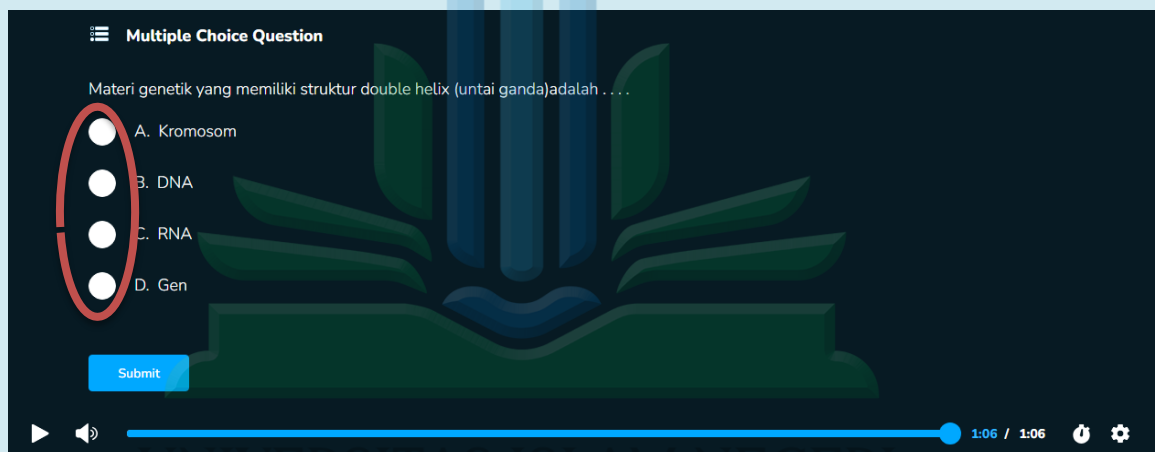 Multiple Choice Question
Materi genetik yang memiliki struktur double helix (untai ganda)adalah . . . .
A. Kromosom
B. DNA
C. RNA
D. Gen
Submit
1:06 / 1:06